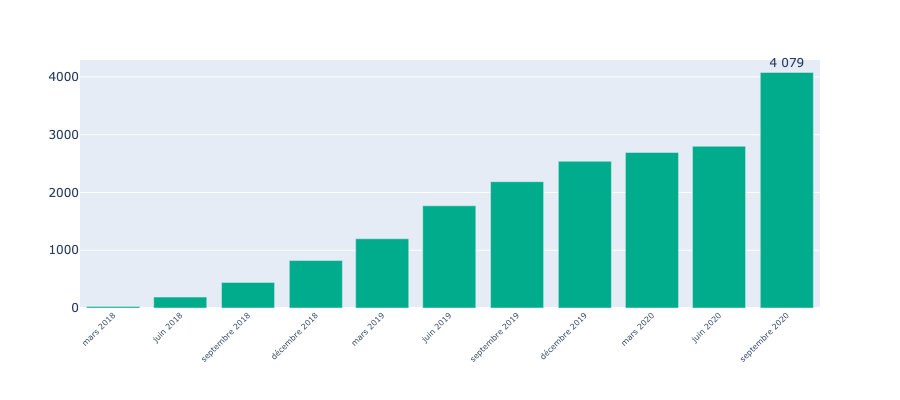 4 079
4000
3000
2000
1000
0
mars 2018
juin 2018
septembre 2018
décembre 2018
mars 2019
juin 2019
septembre 2019
décembre 2019
mars 2020
juin 2020
septembre 2020